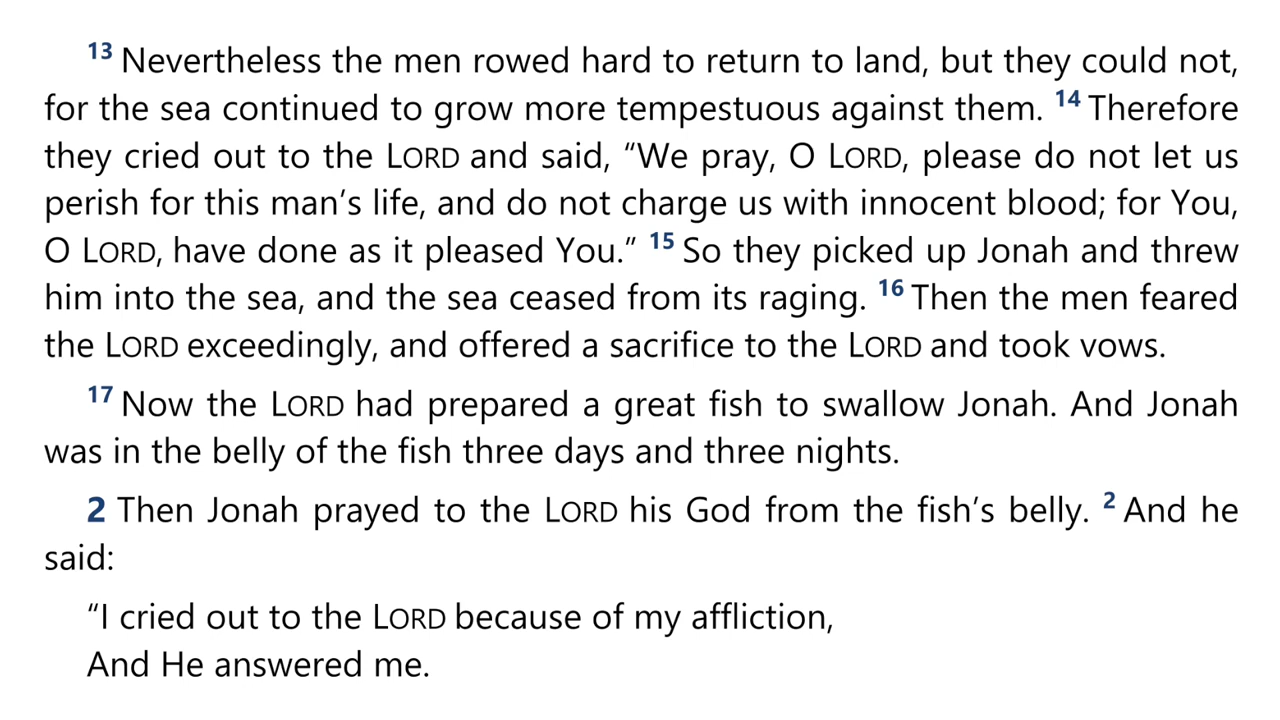 13 Nevertheless the men rowed hard to return to land, but they could not,
for the sea continued to grow more tempestuous against them. 14 Therefore
they cried out to the LORD and said, “We pray, O LORD, please do not let us
perish for this man’s life, and do not charge us with innocent blood; for You,
O LORD, have done as it pleased You.” 15 So they picked up Jonah and threw
him into the sea, and the sea ceased from its raging. 16 Then the men feared
the LORD exceedingly, and offered a sacrifice to the LORD and took vows.
17 Now the LORD had prepared a great fish to swallow Jonah. And Jonah
was in the belly of the fish three days and three nights.
2 Then Jonah prayed to the LORD his God from the fish’s belly. 2 And he
said:
“I cried out to the LORD because of my affliction,
And He answered me.